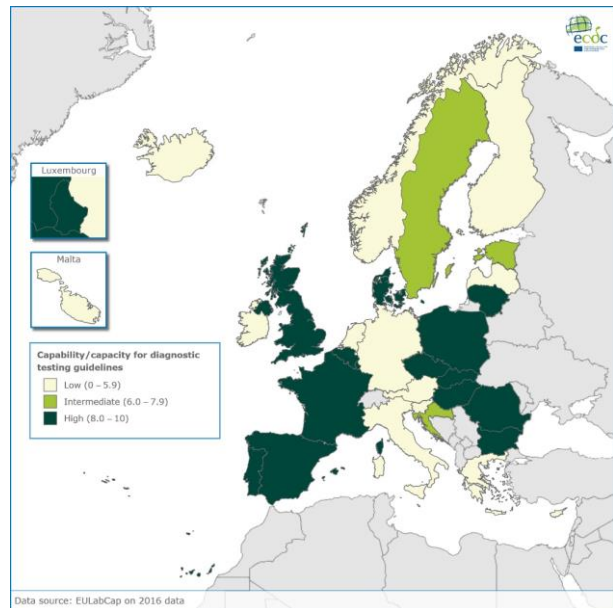 ecdc
Luxembourg
Malta
Capability/capacity for diagnostic
testing guidelines
Low (0 – 5.9)
Intermediate (6.0 – 7.9)
High (8.0 – 10)
Data source: EULabCap on 2016 data